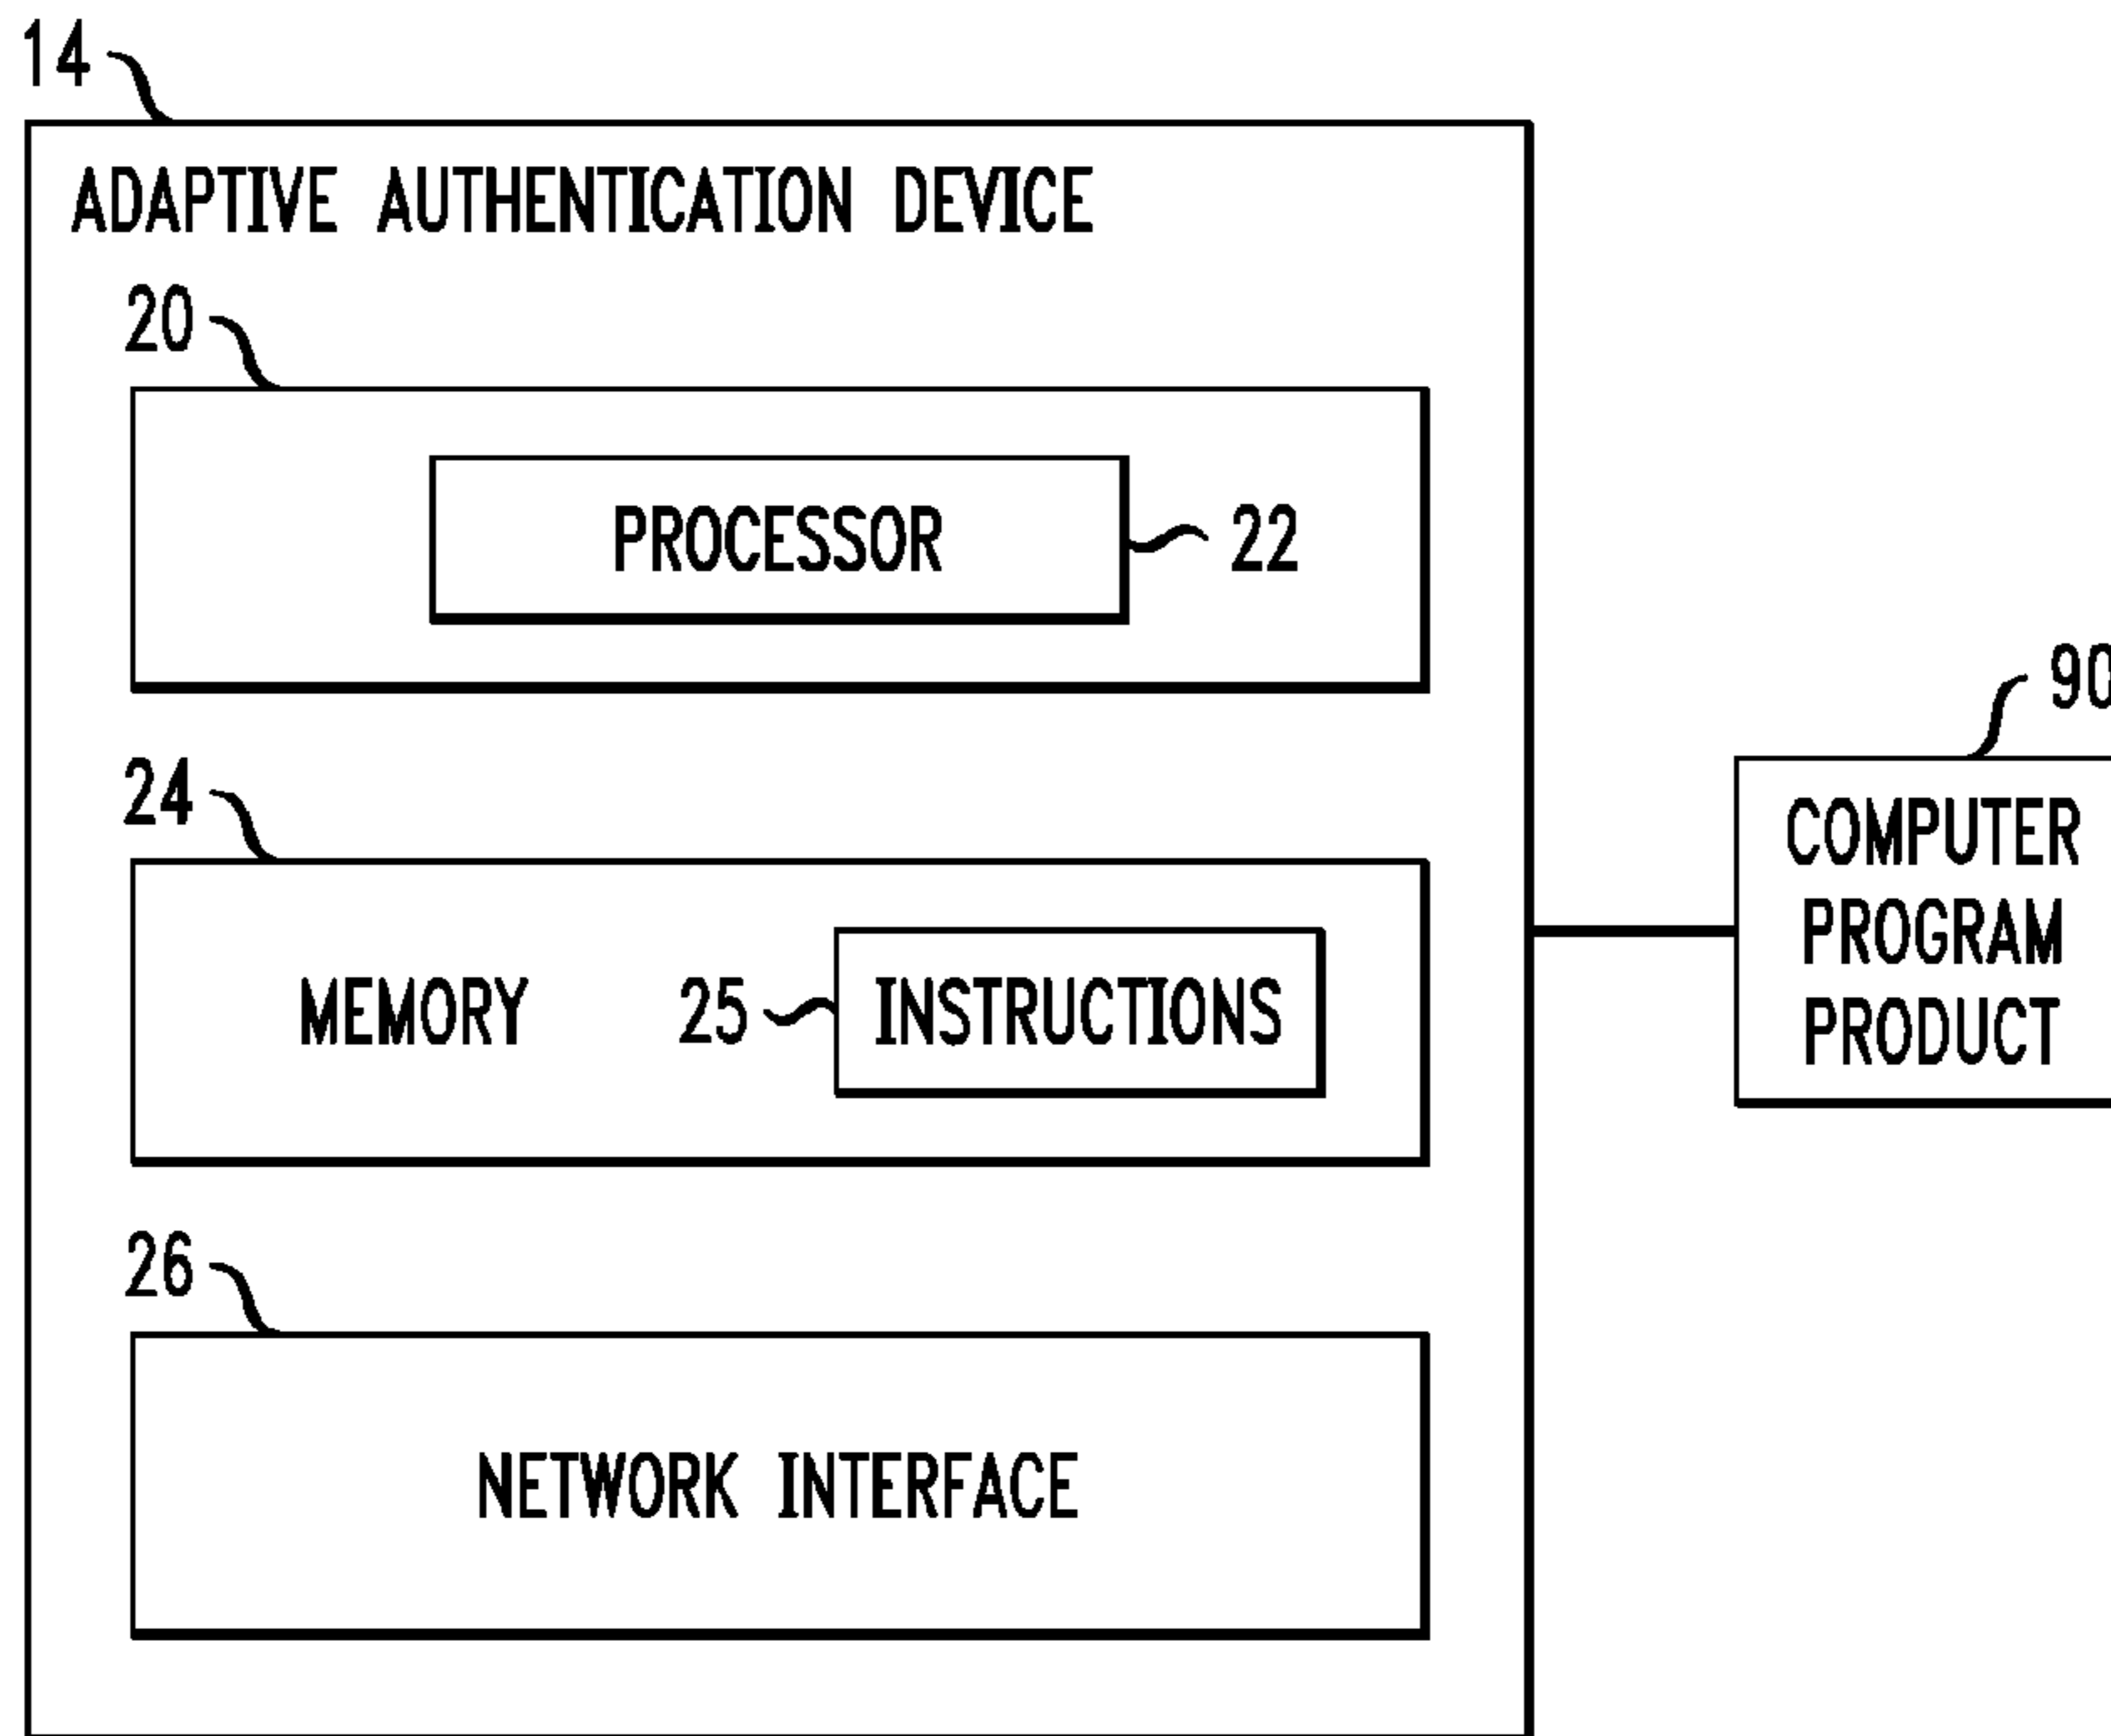 14
ADAPTIVE AUTHENTICATION DEVICE
20
PROCESSOR
22
90
24
COMPUTER
PROGRAM
PRODUCT
MEMORY
25
INSTRUCTIONS
26
NETWORK INTERFACE